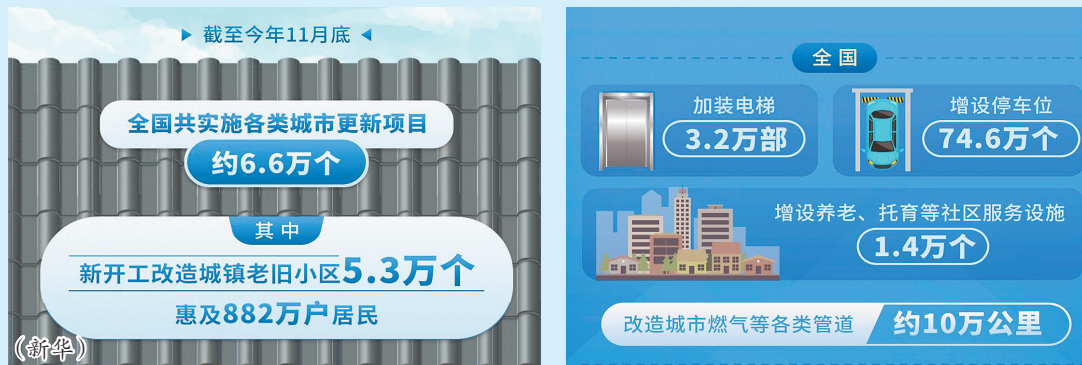 截至今年11月底
全国共实施各类城市更新项目
约6.6万个
其中
新开工改造城镇老旧小区5.3万个
惠及882万户居民
(新华)
全国
加装电梯
3.2万部
增设停车位
74.6万个
增设养老、托育等社区服务设施
1.4万个
改造城市燃气等各类管道
约10万公里